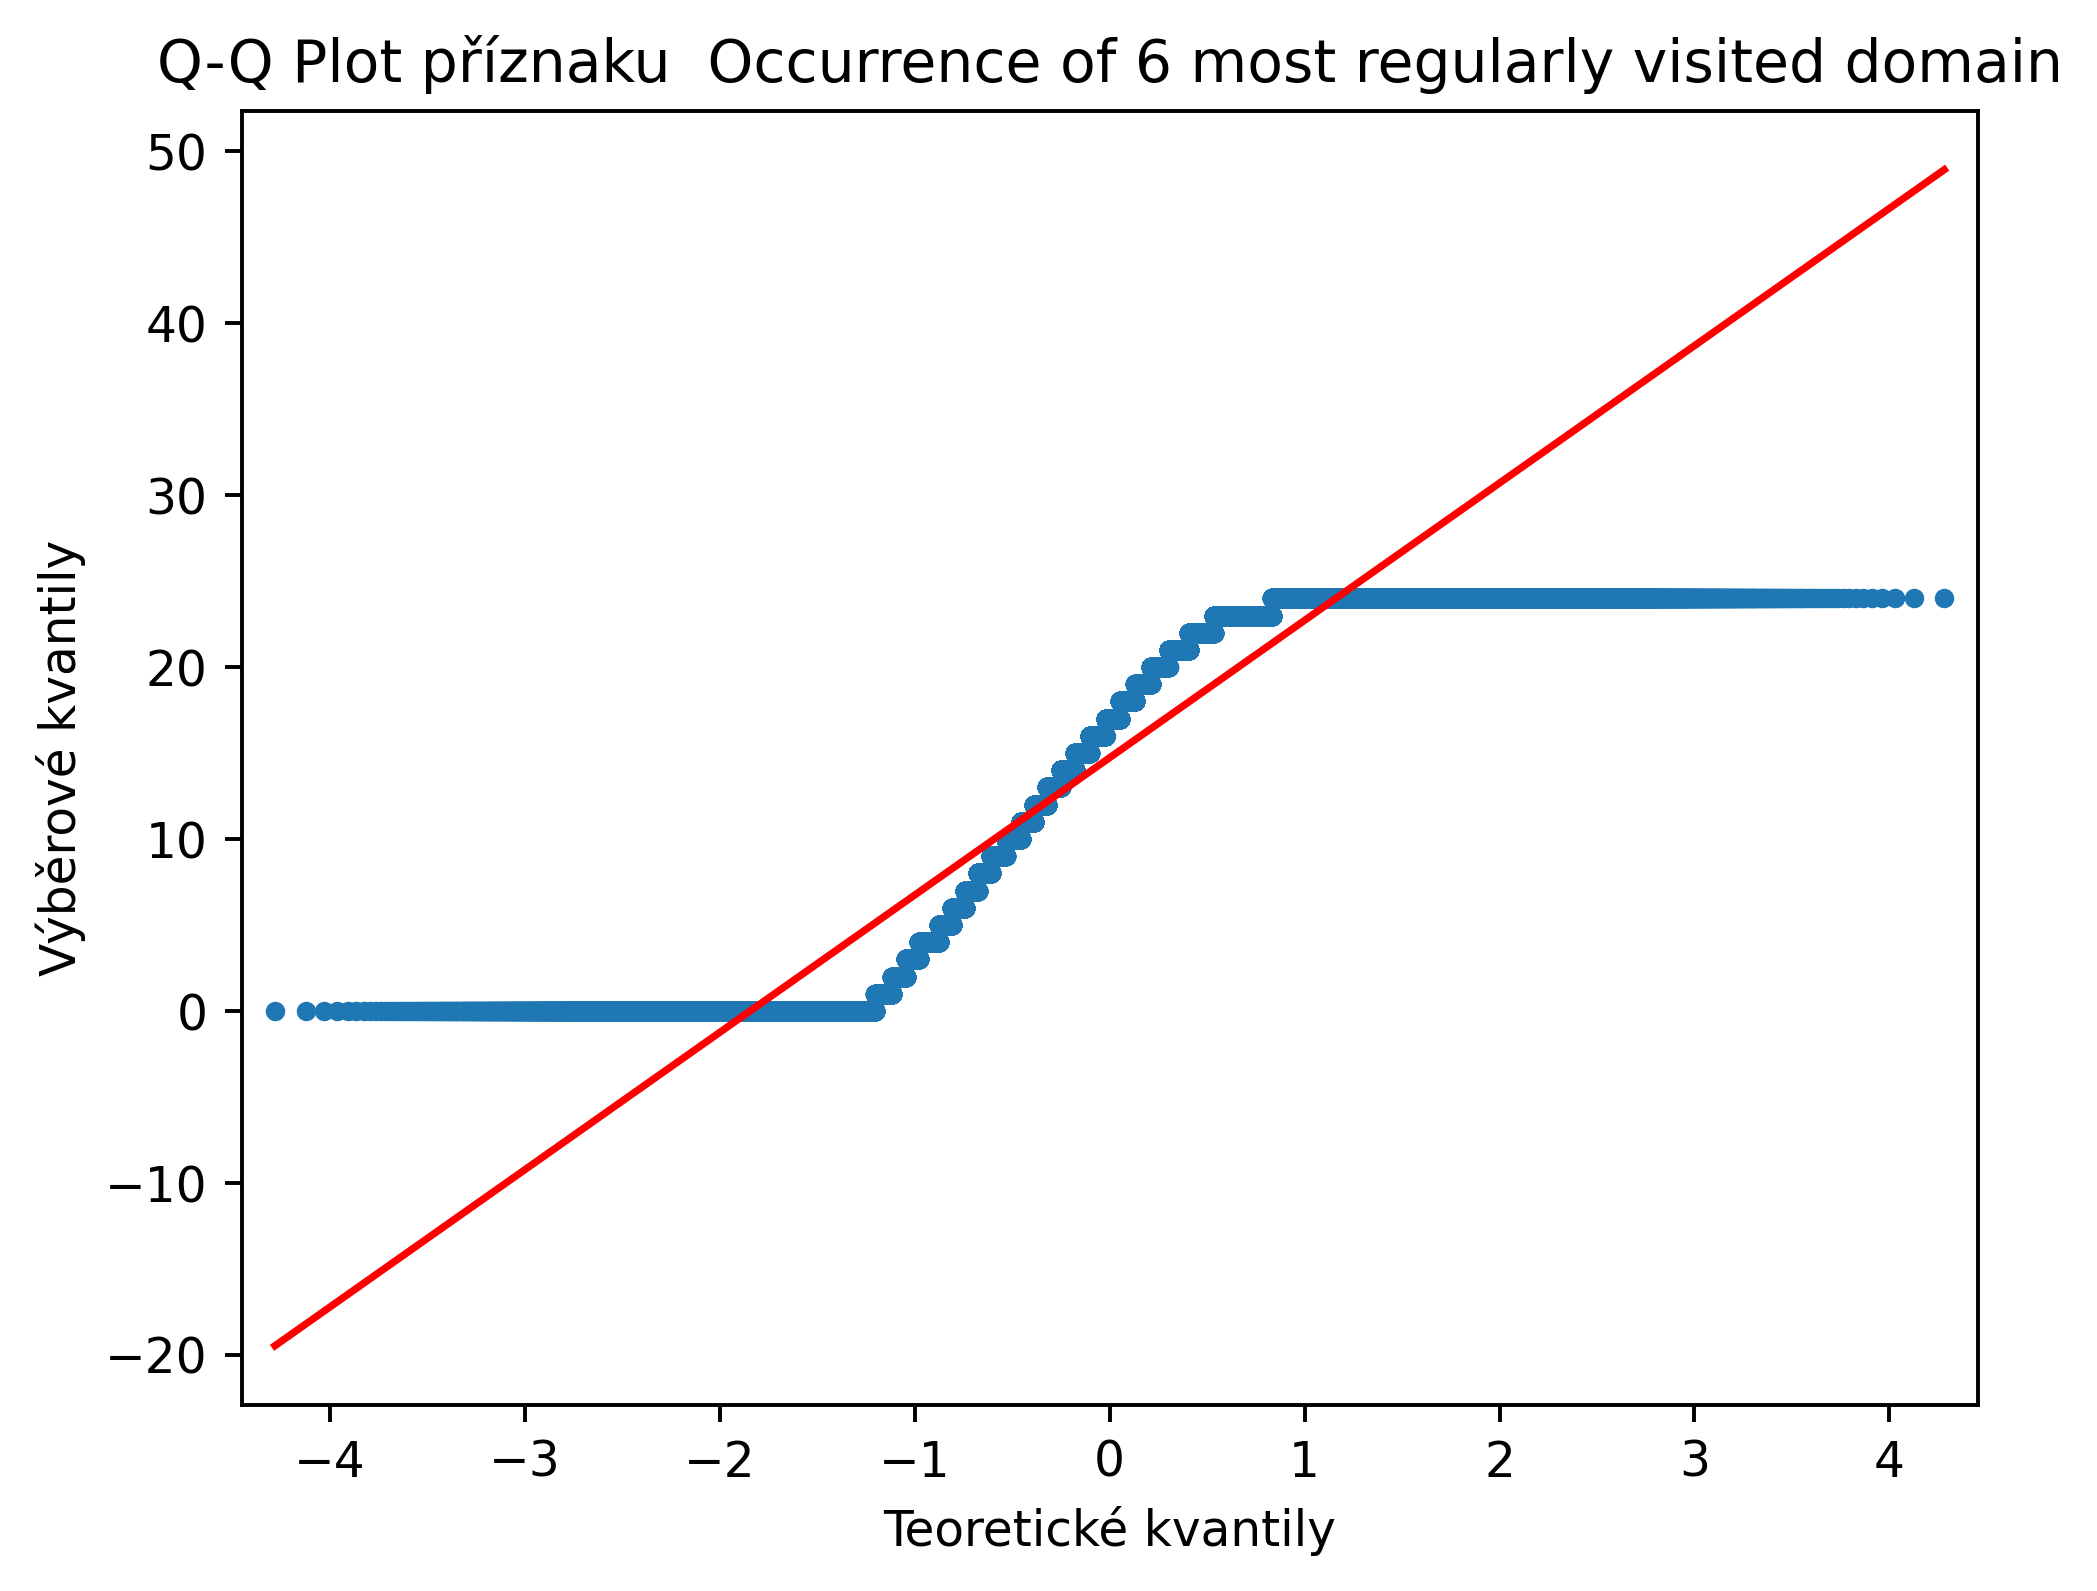 Q-Q Plot příznaku  Occurrence of 6 most regularly visited domain
50
40
30
20
10
0
−10
−20
Výběrové kvantily
−4 −3 −2 −1 0 1 2 3 4
Teoretické kvantily